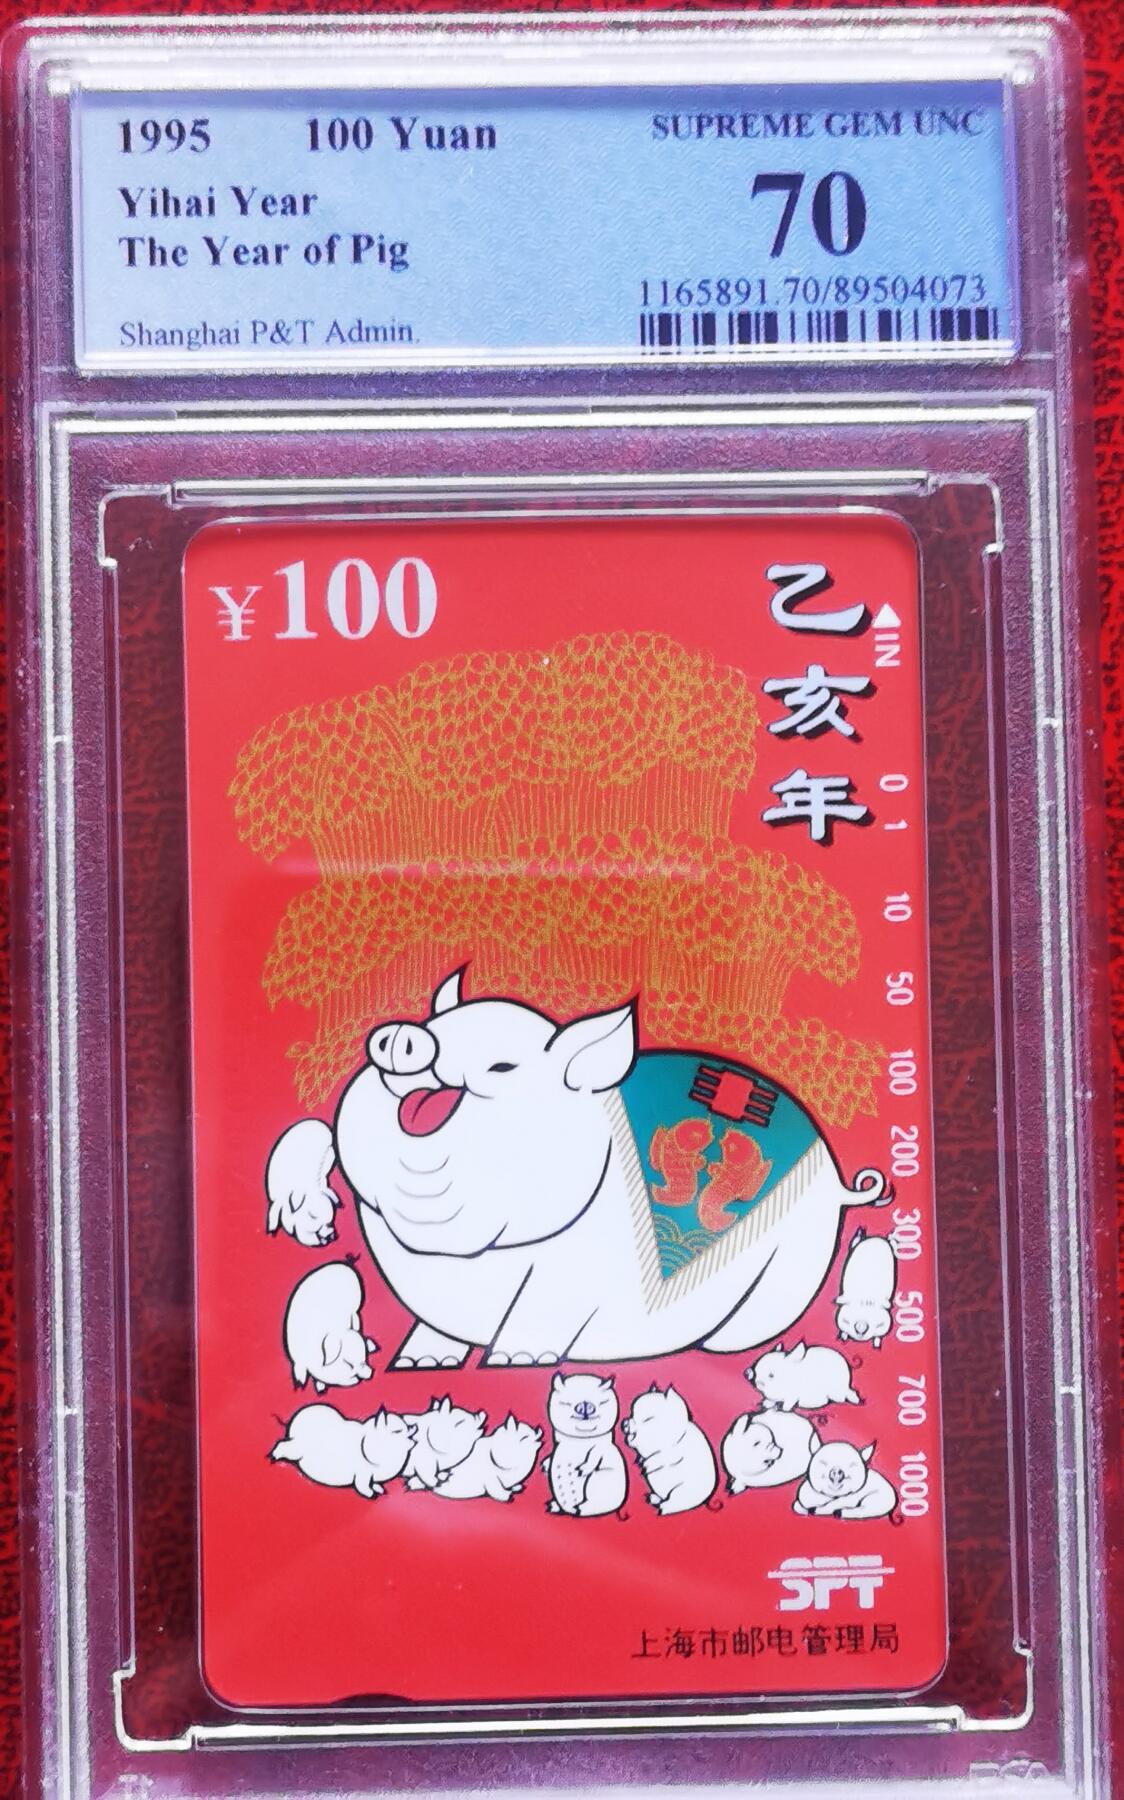 1995 100 Yuan
SUPREME GEM UNC
Yihai Year
70
The Year of Pig
1165891.70/89504073
Shanghai P&T Admin.
¥100
乙亥年
IN
0
1
10
50
100
200
300
500
700
1000
SPT
上海市邮电管理局